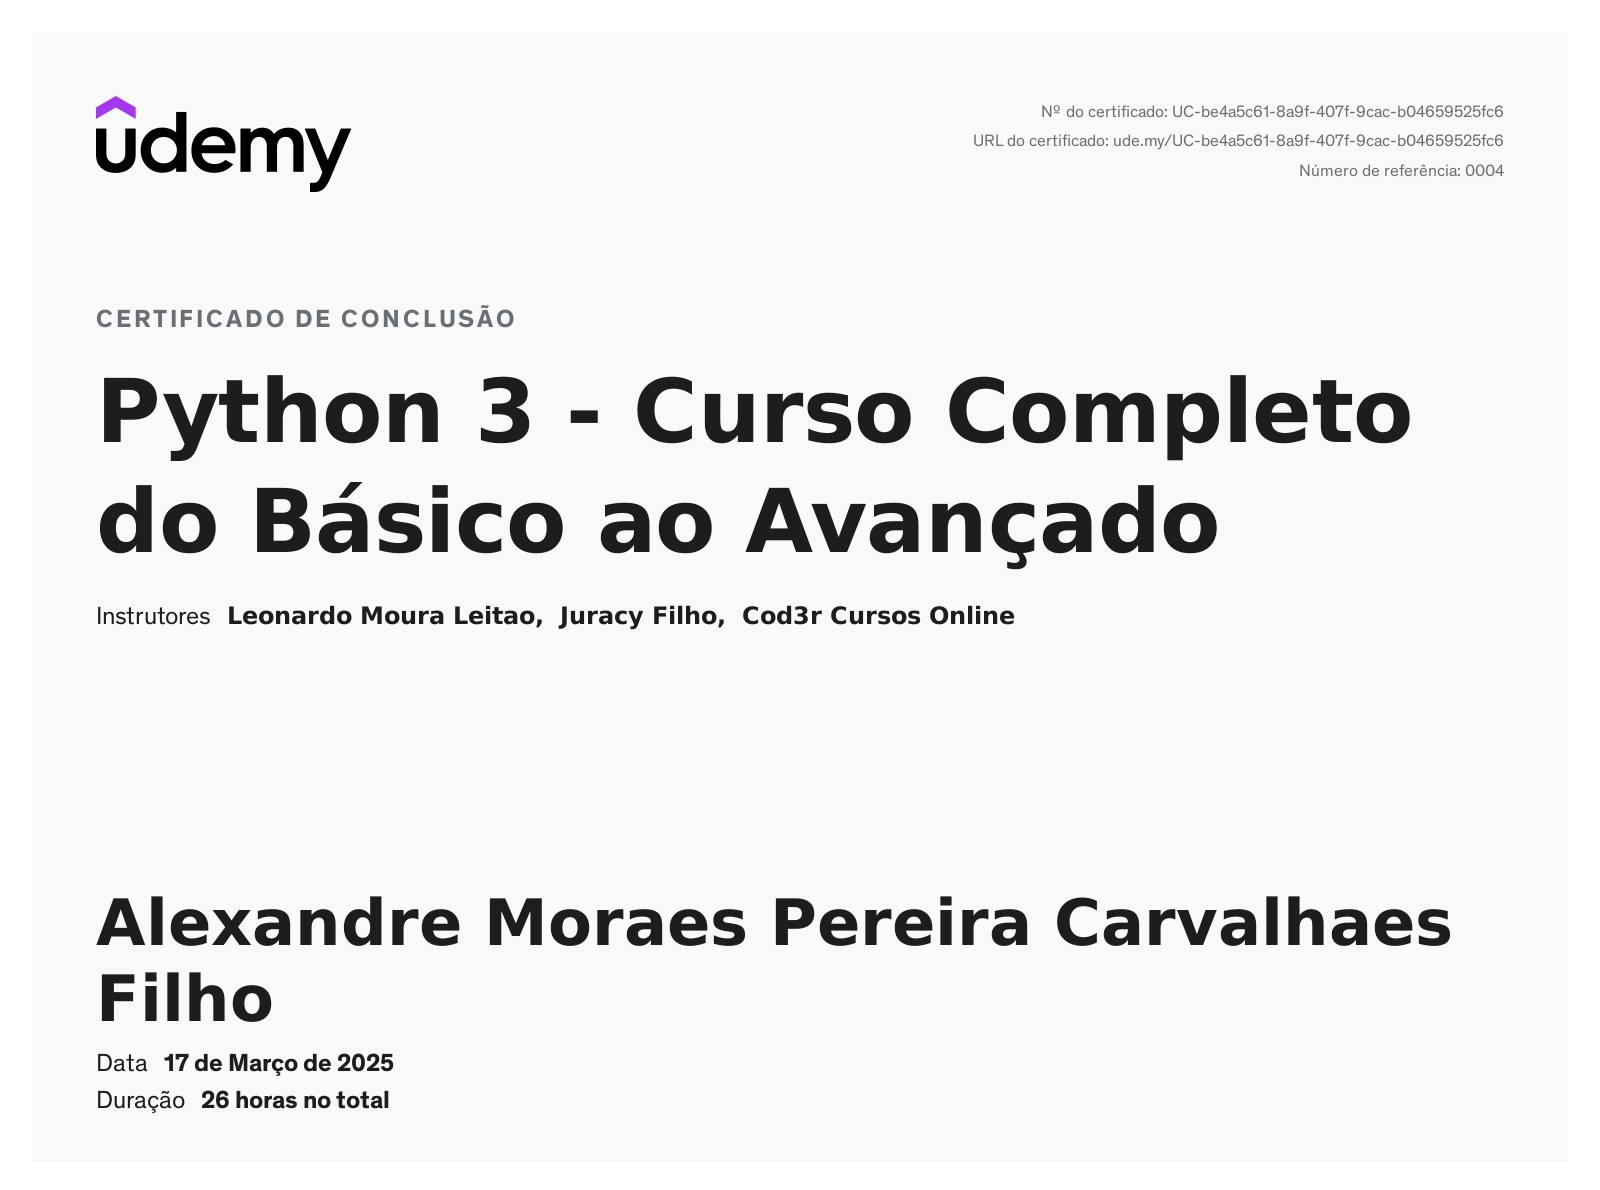 udemy
Nº do certificado: UC-be4a5c61-8a9f-407f-9cac-b04659525fc6
URL do certificado: ude.my/UC-be4a5c61-8a9f-407f-9cac-b04659525fc6
Número de referência: 0004
CERTIFICADO DE CONCLUSÃO
Python 3 - Curso Completo
do Básico ao Avançado
Instrutores Leonardo Moura Leitao, Juracy Filho, Cod3r Cursos Online
Alexandre Moraes Pereira Carvalhaes
Filho
Data 17 de Março de 2025
Duração 26 horas no total